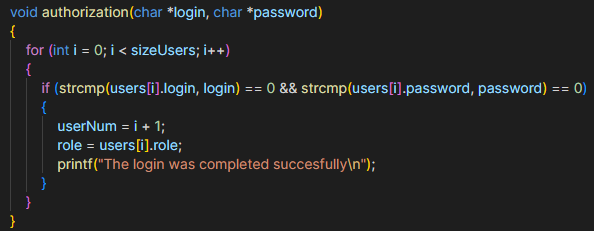 void authorization(char *login, char *password)
{
for (int i = 0; i < sizeUsers; i++)
{
if (strcmp(users[i].login, login) == 0 && strcmp(users[i].password, password) == 0)
{
userNum = i + 1;
role = users[i].role;
printf("The login was completed succesfully\n");
}
}
}